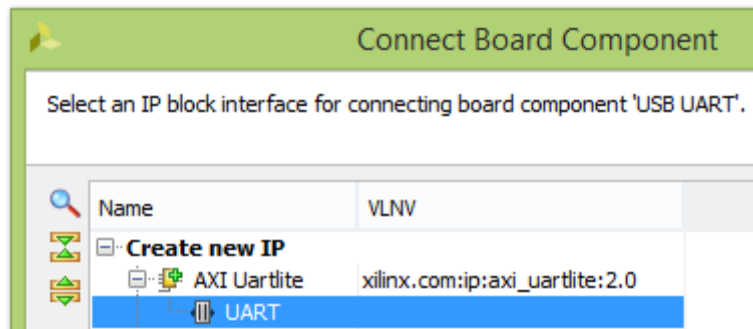 Connect Board Component
Select an IP block interface for connecting board component 'USB UART'.
Name VLNV
Create new IP
AXI Uartlite xilinx.com:ip:axi_uartlite:2.0
UART